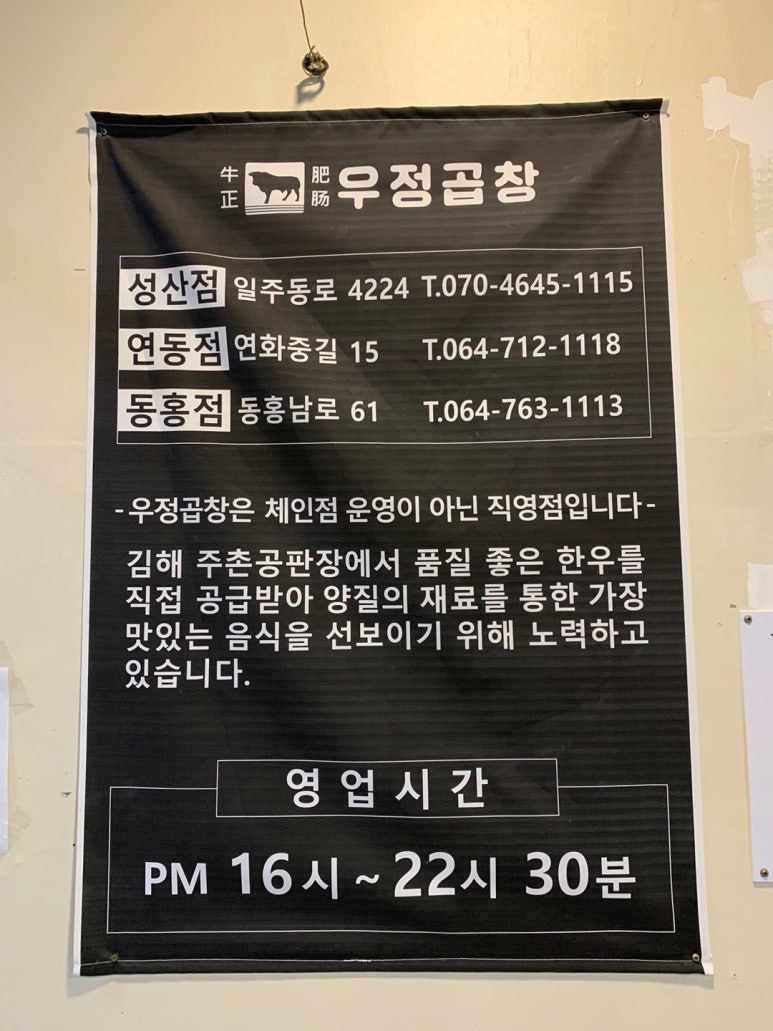 牛 肥 우정곱창
正 肠
성산점 일주동로 4224 T.070-4645-1115
연동점 연화중길 15 T.064-712-1118
동홍점 동홍남로 61 T.064-763-1113
-우정곱창은 체인점 운영이 아닌 직영점입니다-
김해 주촌공판장에서 품질 좋은 한우를
직접 공급받아 양질의 재료를 통한 가장
맛있는 음식을 선보이기 위해 노력하고
있습니다.
영업시간
PM 16시 ~ 22시 30분